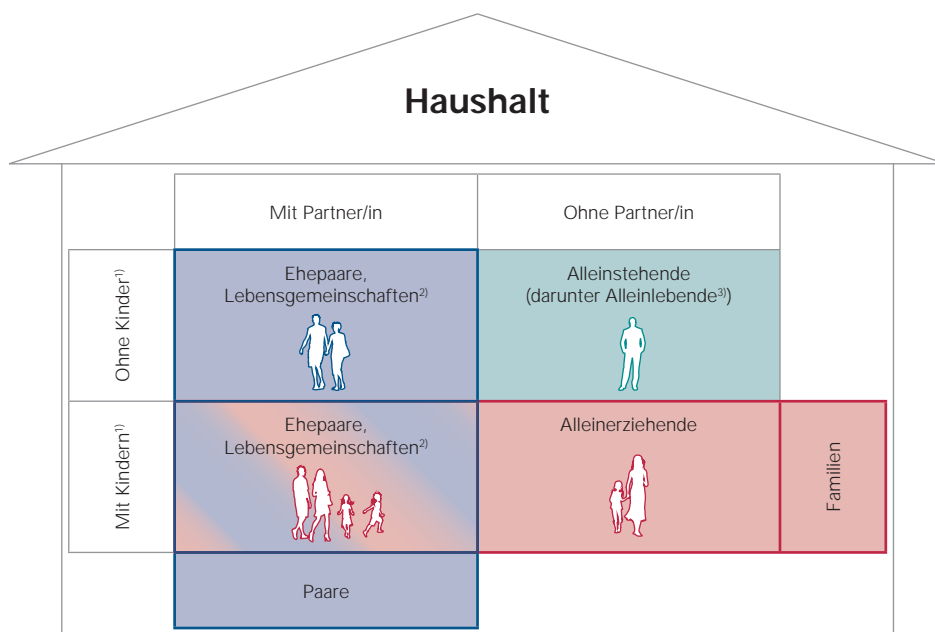 Haushalt
Mit Partner/in
Ohne Partner/in
Ohne Kinder¹⁾
Ehepaare,
Lebensgemeinschaften²⁾
Alleinstehende
(darunter Alleinlebende³⁾)
Mit Kindern¹⁾
Ehepaare,
Lebensgemeinschaften²⁾
Alleinerziehende
Familien
Paare